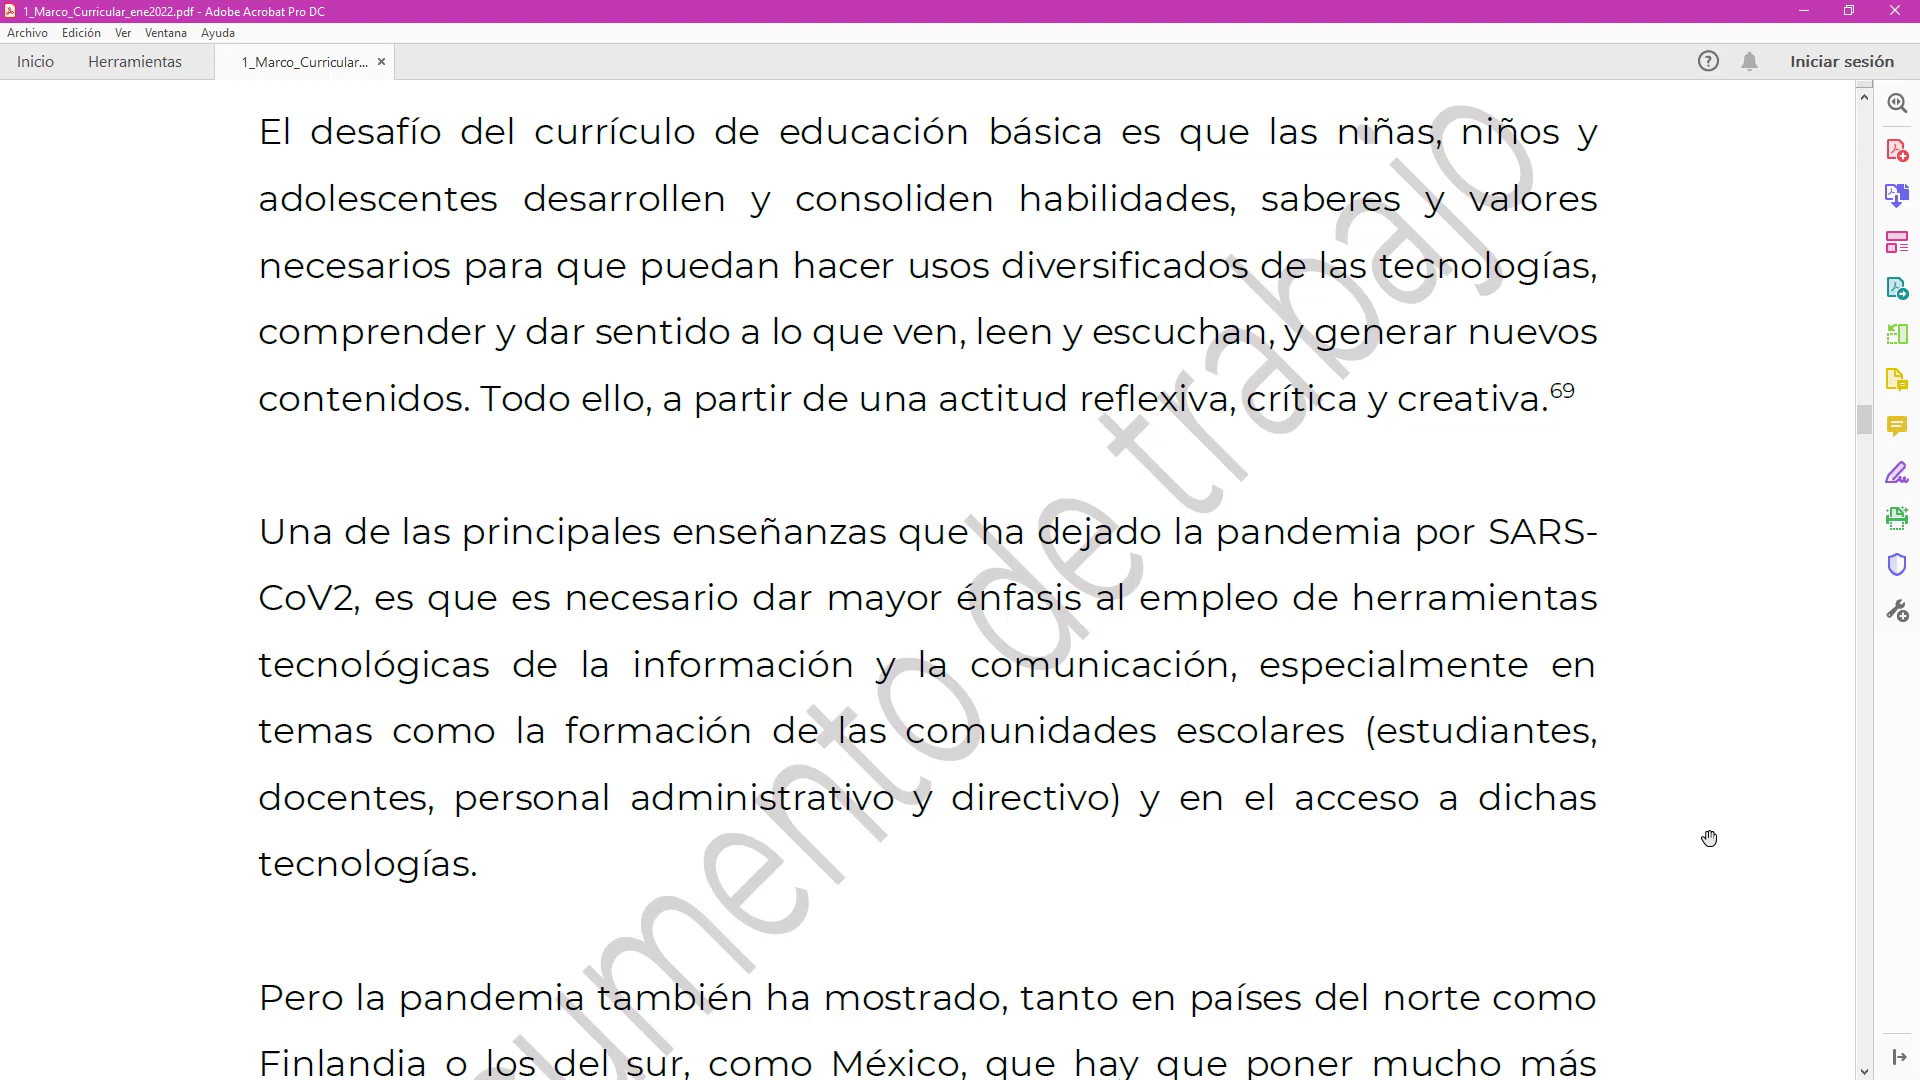 1_Marco_Curricular_ene2022.pdf - Adobe Acrobat Pro DC
Archivo Edición Ver Ventana Ayuda
Inicio Herramientas 1_Marco_Curricular... × Iniciar sesión
El desafío del currículo de educación básica es que las niñas, niños y
adolescentes desarrollen y consoliden habilidades, saberes y valores
necesarios para que puedan hacer usos diversificados de las tecnologías,
comprender y dar sentido a lo que ven, leen y escuchan, y generar nuevos
contenidos. Todo ello, a partir de una actitud reflexiva, crítica y creativa.69
Una de las principales enseñanzas que ha dejado la pandemia por SARS-
CoV2, es que es necesario dar mayor énfasis al empleo de herramientas
tecnológicas de la información y la comunicación, especialmente en
temas como la formación de las comunidades escolares (estudiantes,
docentes, personal administrativo y directivo) y en el acceso a dichas
tecnologías.
Pero la pandemia también ha mostrado, tanto en países del norte como
Finlandia o los del sur, como México, que hay que poner mucho más
umento de trabajo